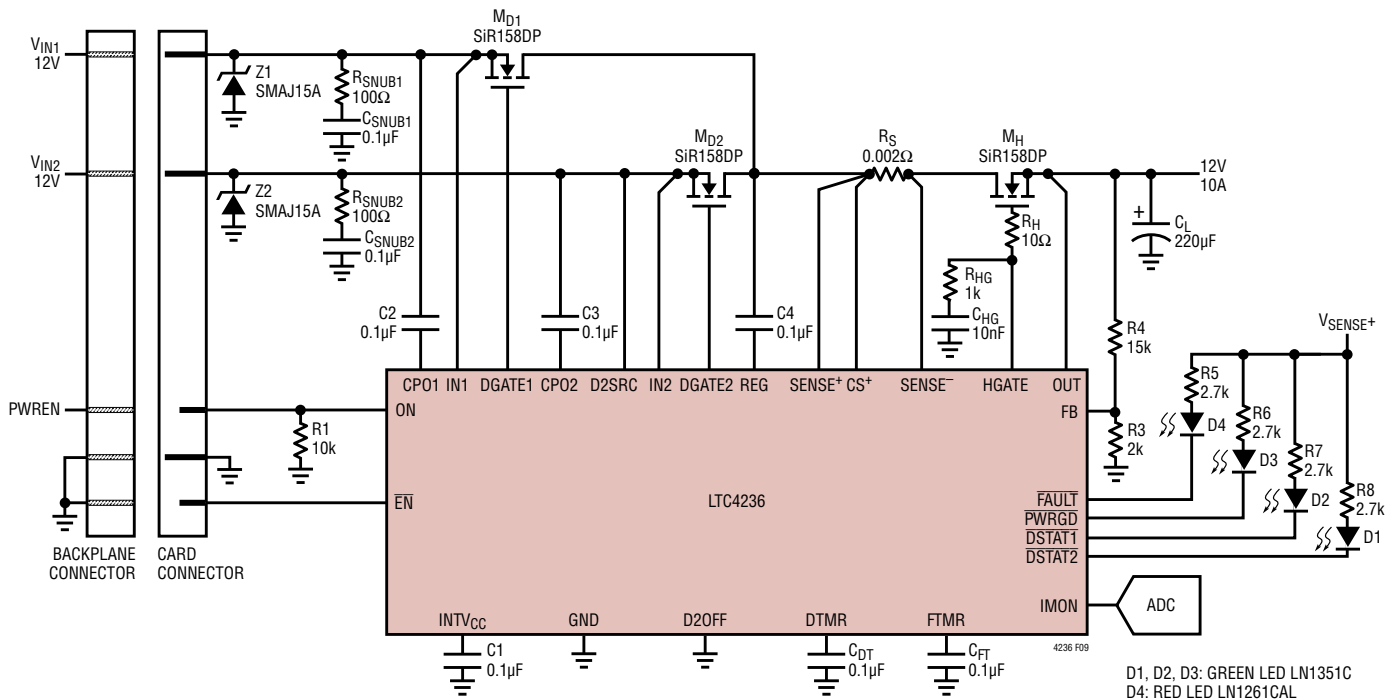 MD1
SiR158DP
VIN1
12V
Z1
SMAJ15A
RSNUB1
100Ω
CSNUB1
0.1µF
MD2
SiR158DP
RS
0.002Ω
MH
SiR158DP
VIN2
12V
12V
10A
Z2
SMAJ15A
RSNUB2
100Ω
CSNUB2
0.1µF
RH
10Ω
+
CL
220µF
RHG
1k
CHG
10nF
C2
0.1µF
C3
0.1µF
C4
0.1µF
R4
15k
VSENSE+
CPO1 IN1 DGATE1 CPO2 D2SRC IN2 DGATE2 REG SENSE+ CS+ SENSE− HGATE OUT
PWREN
ON
R1
10k
FB
R3
2k
R5
2.7k
D4
R6
2.7k
D3
R7
2.7k
D2
R8
2.7k
D1
EN
LTC4236
FAULT
PWRGD
DSTAT1
DSTAT2
BACKPLANE
CONNECTOR
CARD
CONNECTOR
IMON
ADC
INTVCC GND D2OFF DTMR FTMR
4236 F09
C1
0.1µF
CDT
0.1µF
CFT
0.1µF
D1, D2, D3: GREEN LED LN1351C
D4: RED LED LN1261CAL